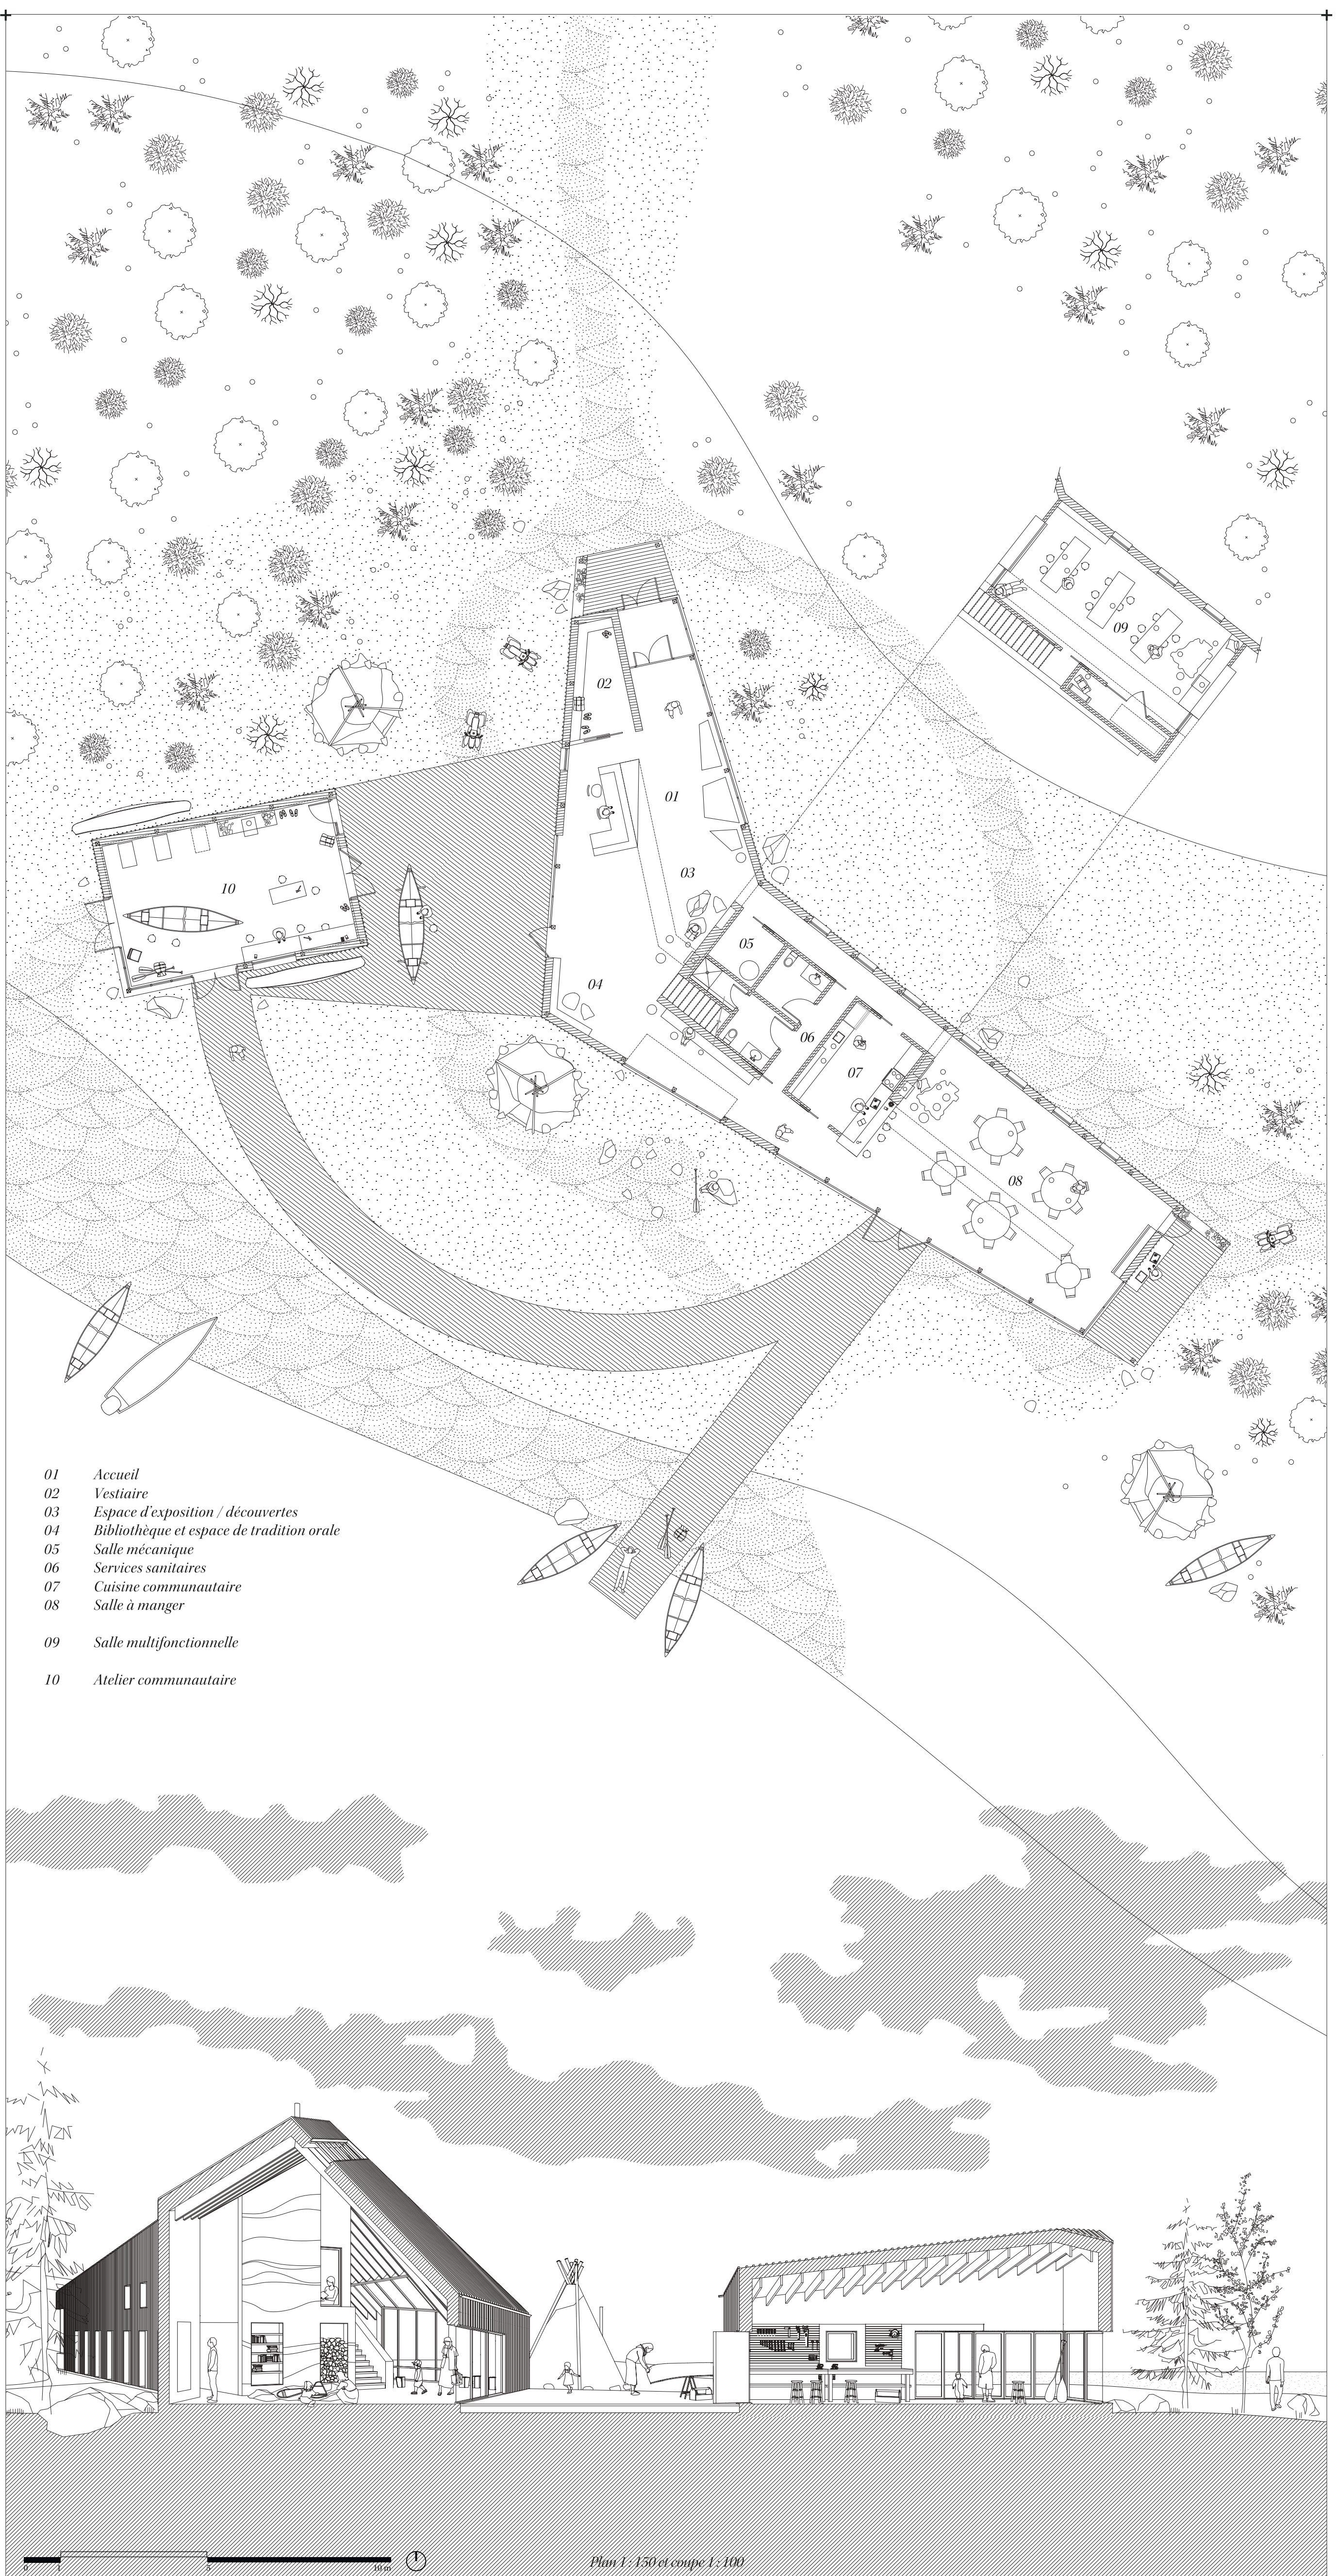 09
02
01
10
03
05
04
06
07
08
01 Accueil
02 Vestiaire
03 Espace d'exposition / découvertes
04 Bibliothèque et espace de tradition orale
05 Salle mécanique
06 Services sanitaires
07 Cuisine communautaire
08 Salle à manger
09 Salle multifonctionnelle
10 Atelier communautaire
0 1 5 10 m
Plan 1 : 150 et coupe 1 : 100